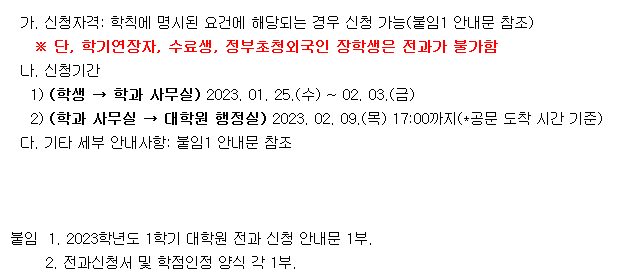 가. 신청자격: 학칙에 명시된 요건에 해당되는 경우 신청 가능(붙임1 안내문 참조)
※ 단, 학기연장자, 수료생, 정부초청외국인 장학생은 전과가 불가함
나. 신청기간
1) (학생 → 학과 사무실) 2023. 01. 25.(수) ~ 02. 03.(금)
2) (학과 사무실 → 대학원 행정실) 2023. 02. 09.(목) 17:00까지(*공문 도착 시간 기준)
다. 기타 세부 안내사항: 붙임1 안내문 참조
붙임 1. 2023학년도 1학기 대학원 전과 신청 안내문 1부.
2. 전과신청서 및 학점인정 양식 각 1부.